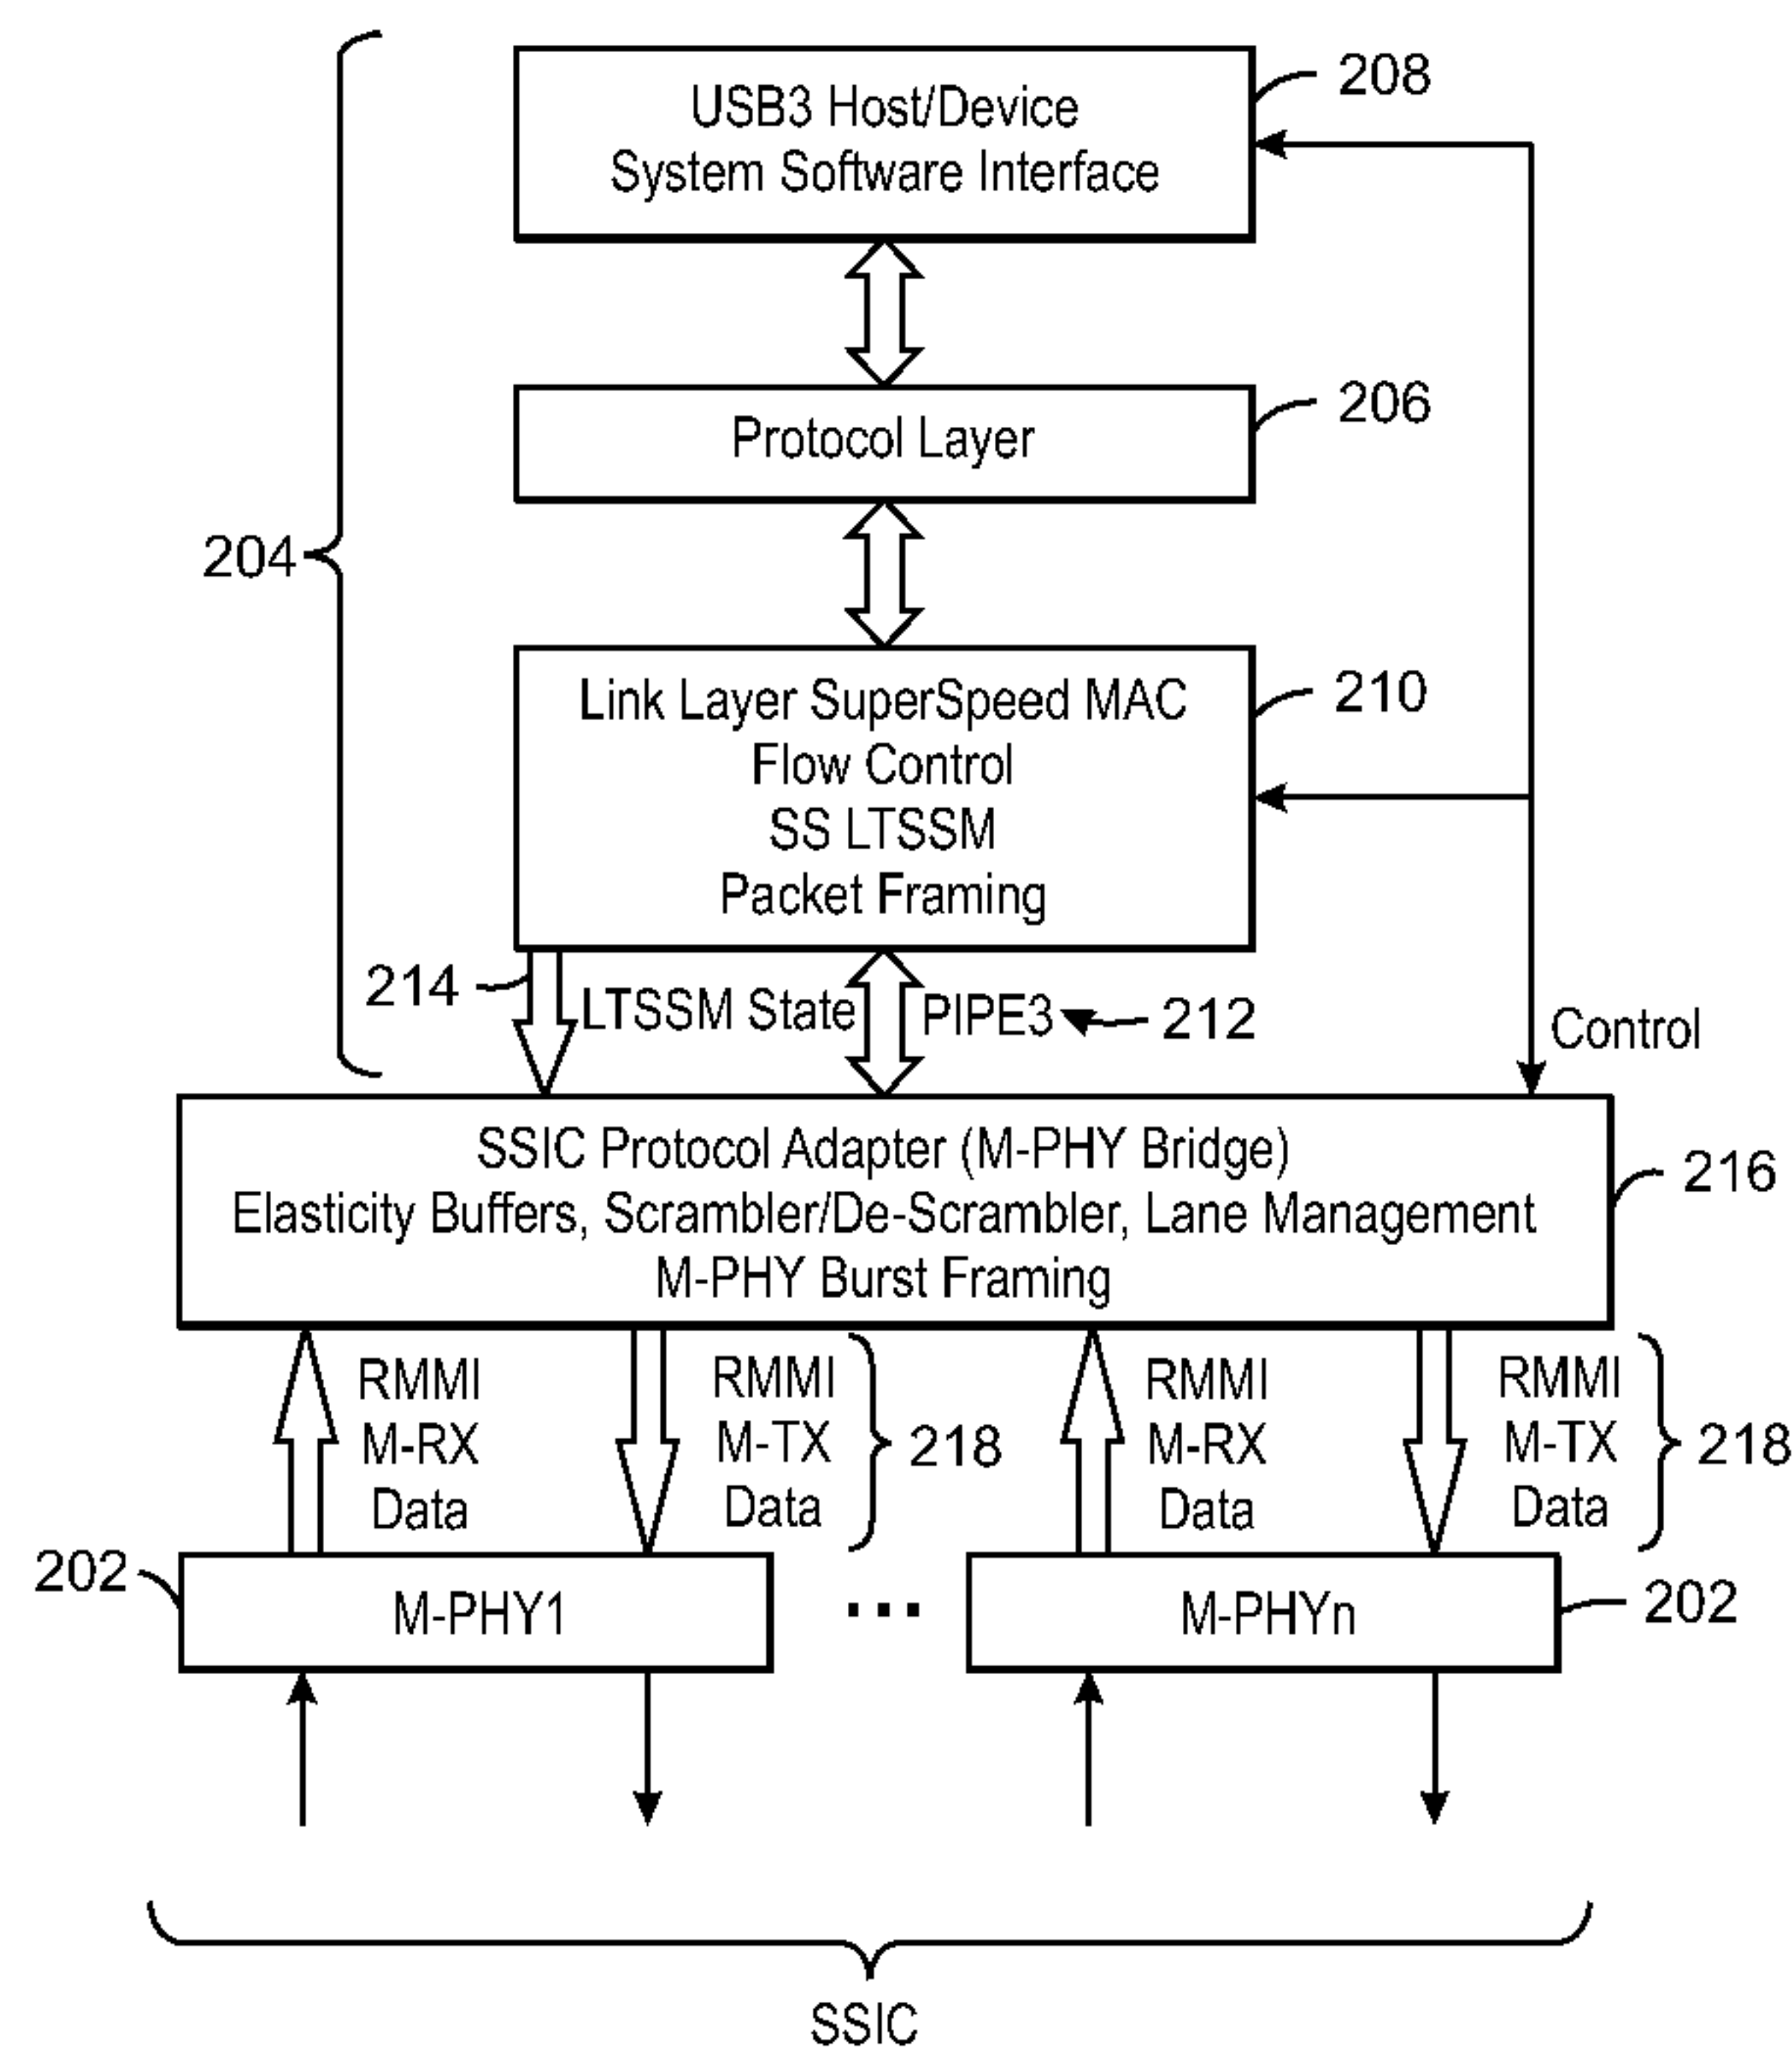 208
USB3 Host/Device
System Software Interface
206
Protocol Layer
204
210
Link Layer SuperSpeed MAC
Flow Control
SS LTSSM
Packet Framing
214
LTSSM State
PIPE3
212
Control
SSIC Protocol Adapter (M-PHY Bridge)
216
Elasticity Buffers, Scrambler/De-Scrambler, Lane Management
M-PHY Burst Framing
RMMI
M-RX
Data
RMMI
M-TX
Data
218
RMMI
M-RX
Data
RMMI
M-TX
Data
218
202
M-PHY1
...
M-PHYn
202
SSIC